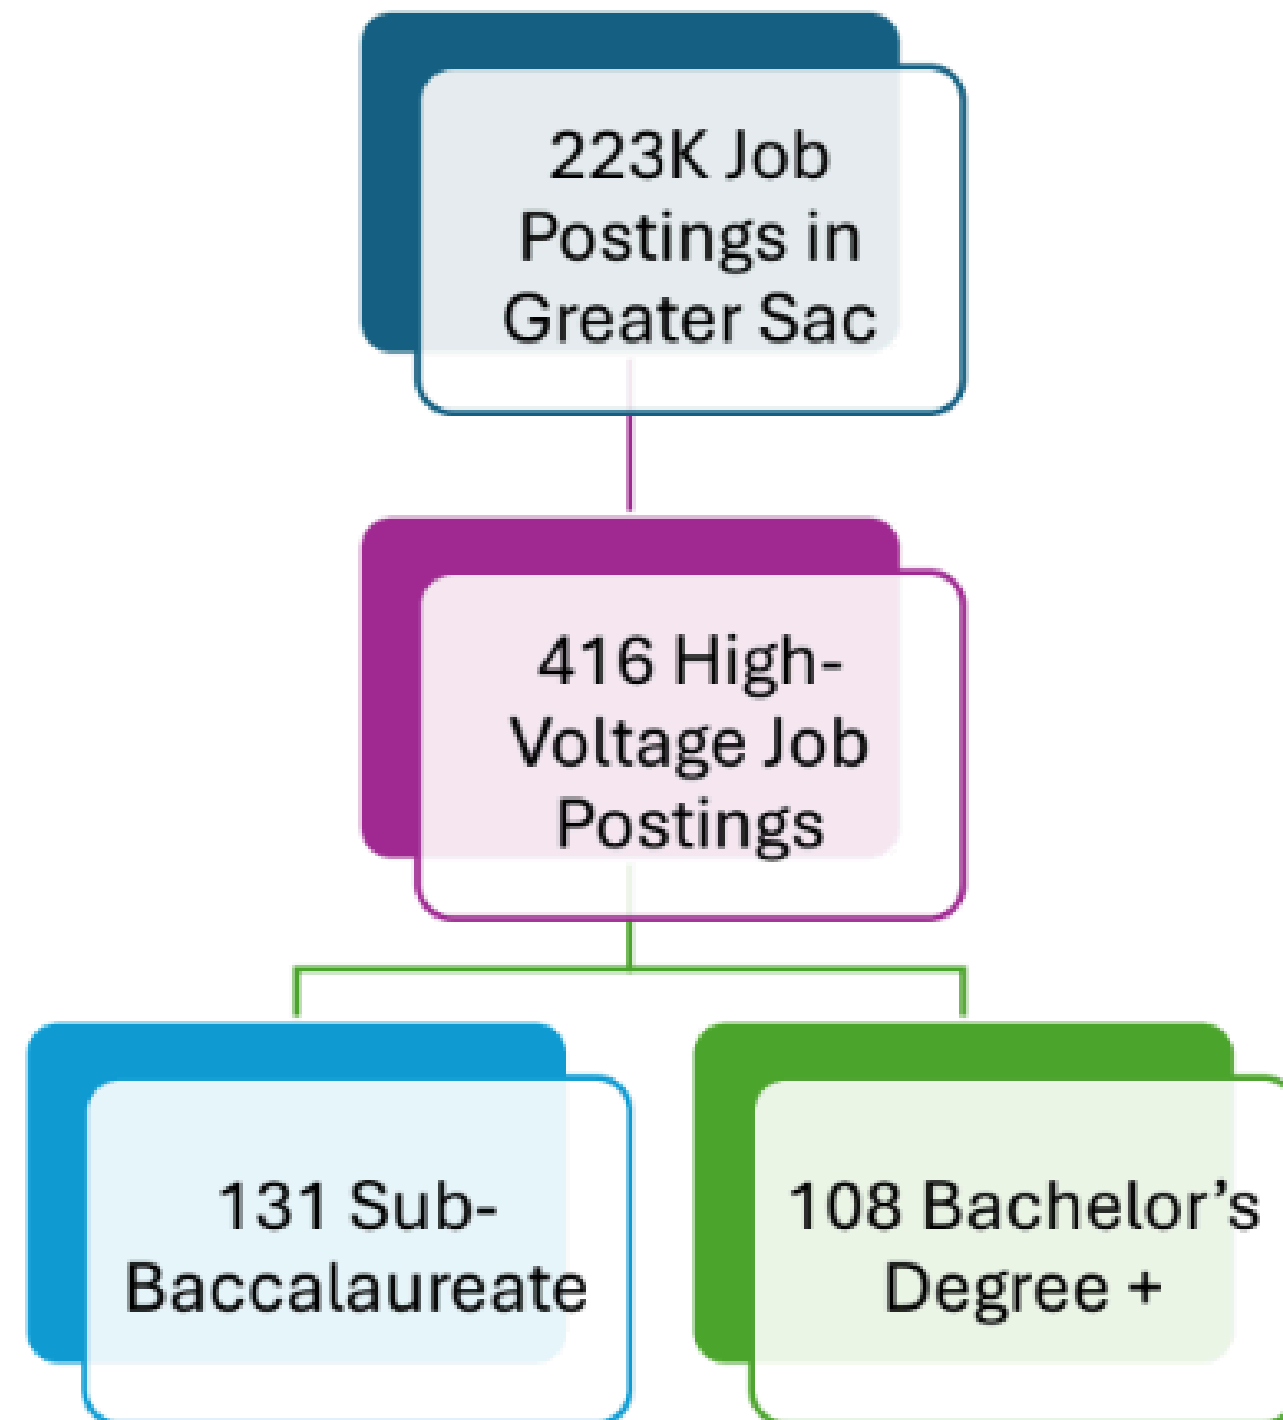 223K Job
Postings in
Greater Sac
416 High-
Voltage Job
Postings
131 Sub-
Baccalaureate
108 Bachelor’s
Degree +